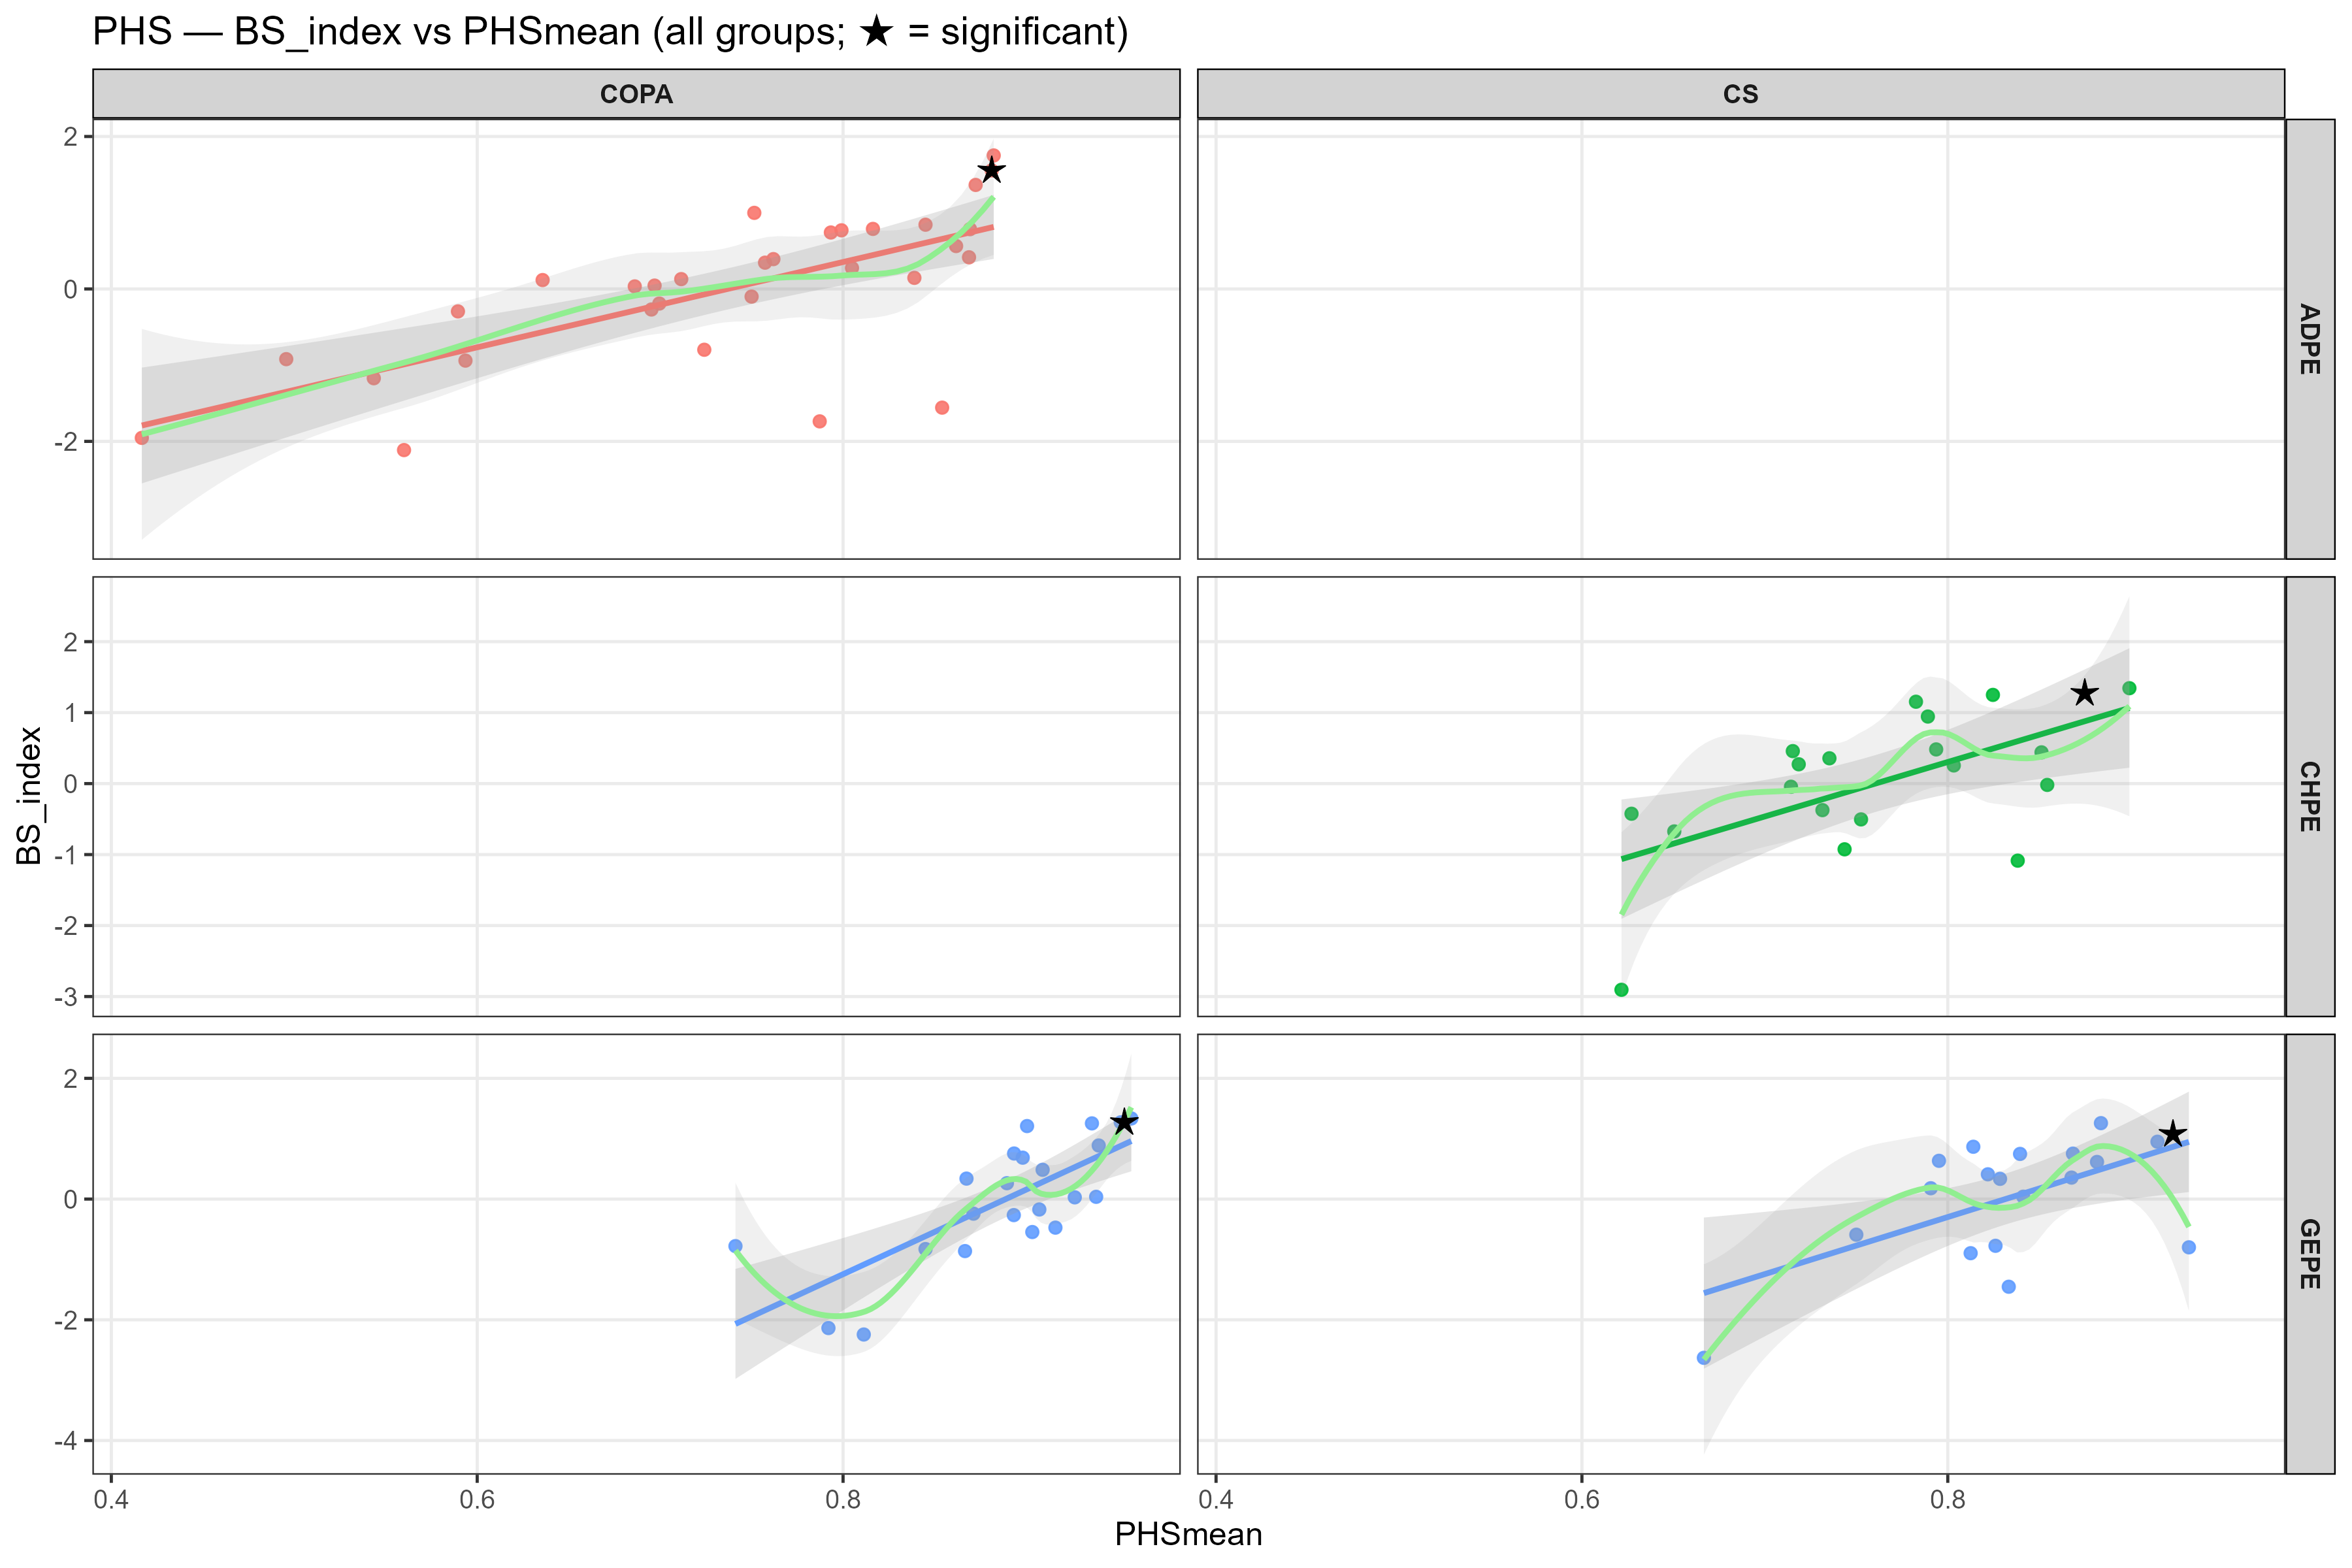 PHS — BS_index vs PHSmean (all groups; ★ = significant)
COPA
CS
2
0
-2
ADPE
2
1
0
-1
-2
-3
CHPE
2
0
-2
-4
GEPE
BS_index
0.4
0.6
0.8
0.4
0.6
0.8
PHSmean